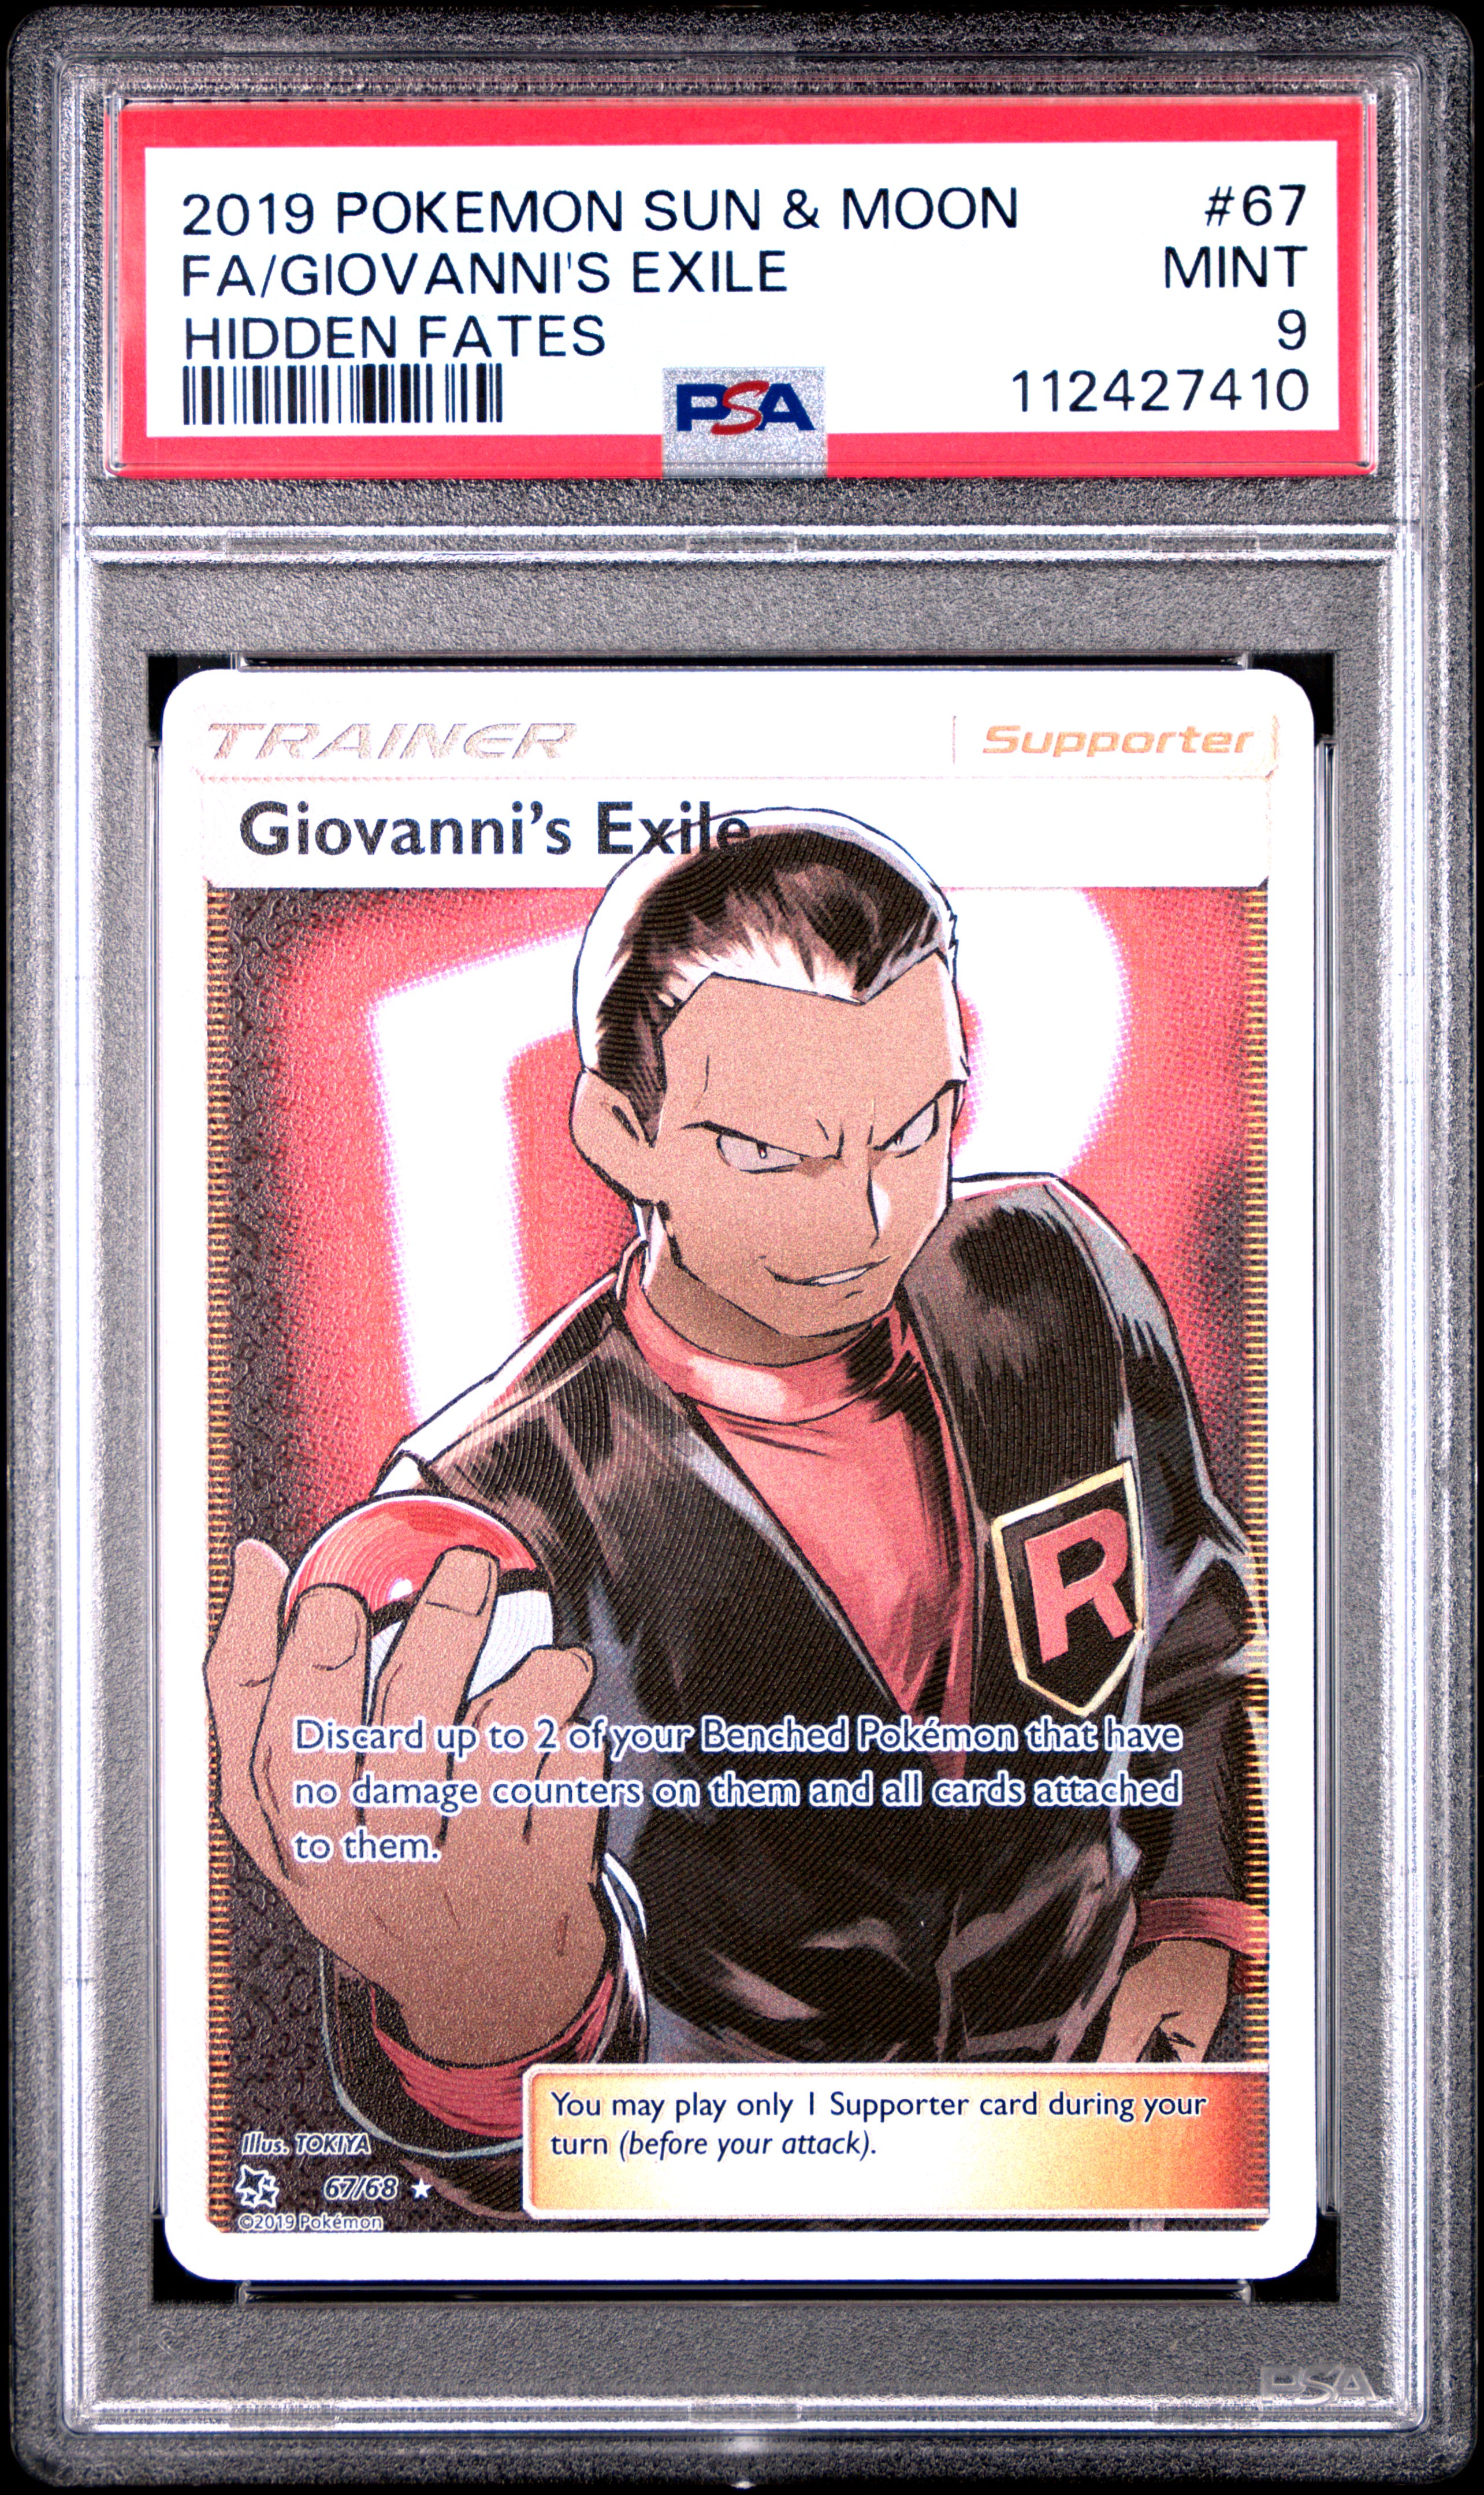 2019 POKEMON SUN & MOON #67
FA/GIOVANNI'S EXILE MINT
HIDDEN FATES 9
PSA 112427410
TRAINER Supporter
Giovanni's Exile
R
R
Discard up to 2 of your Benched Pokémon that have
no damage counters on them and all cards attached
to them.
You may play only 1 Supporter card during your
turn (before your attack).
Illus. TOKIYA
67/68
©2019 Pokémon
PSA